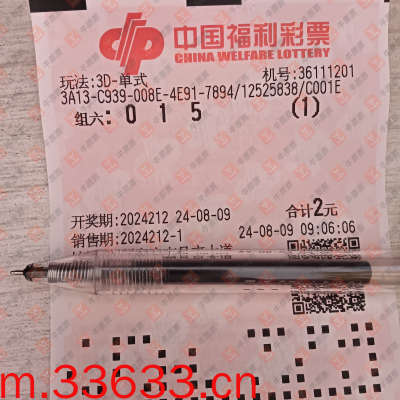 中国福利彩票
CHINA WELFARE LOTTERY
玩法:3D-单式 机号:36111201
3A13-C939-008E-4E91-7894/12525838/C001E
组六: 0 1 5 (1)
开奖期:2024212 24-08-09 合计2元
销售期:2024212-1 24-08-09 09:06:06
m.33633.cn